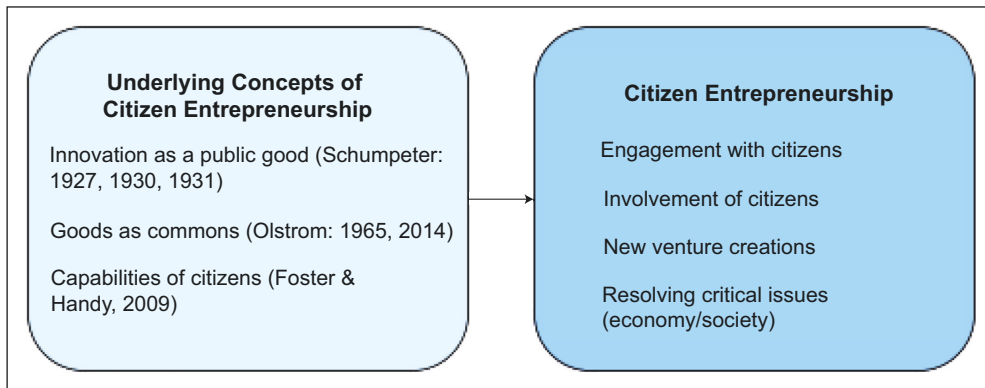 Underlying Concepts of
Citizen Entrepreneurship
Innovation as a public good (Schumpeter:
1927, 1930, 1931)
Goods as commons (Olstrom: 1965, 2014)
Capabilities of citizens (Foster &
Handy, 2009)
Citizen Entrepreneurship
Engagement with citizens
Involvement of citizens
New venture creations
Resolving critical issues
(economy/society)